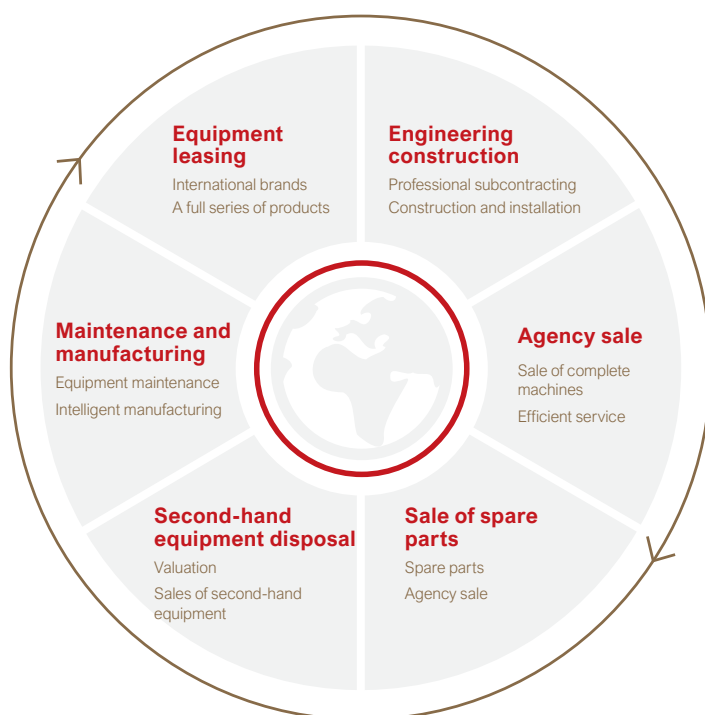 Equipment
leasing
International brands
A full series of products
Engineering
construction
Professional subcontracting
Construction and installation
Maintenance and
manufacturing
Equipment maintenance
Intelligent manufacturing
Agency sale
Sale of complete
machines
Efficient service
Second-hand
equipment disposal
Valuation
Sales of second-hand
equipment
Sale of spare
parts
Spare parts
Agency sale